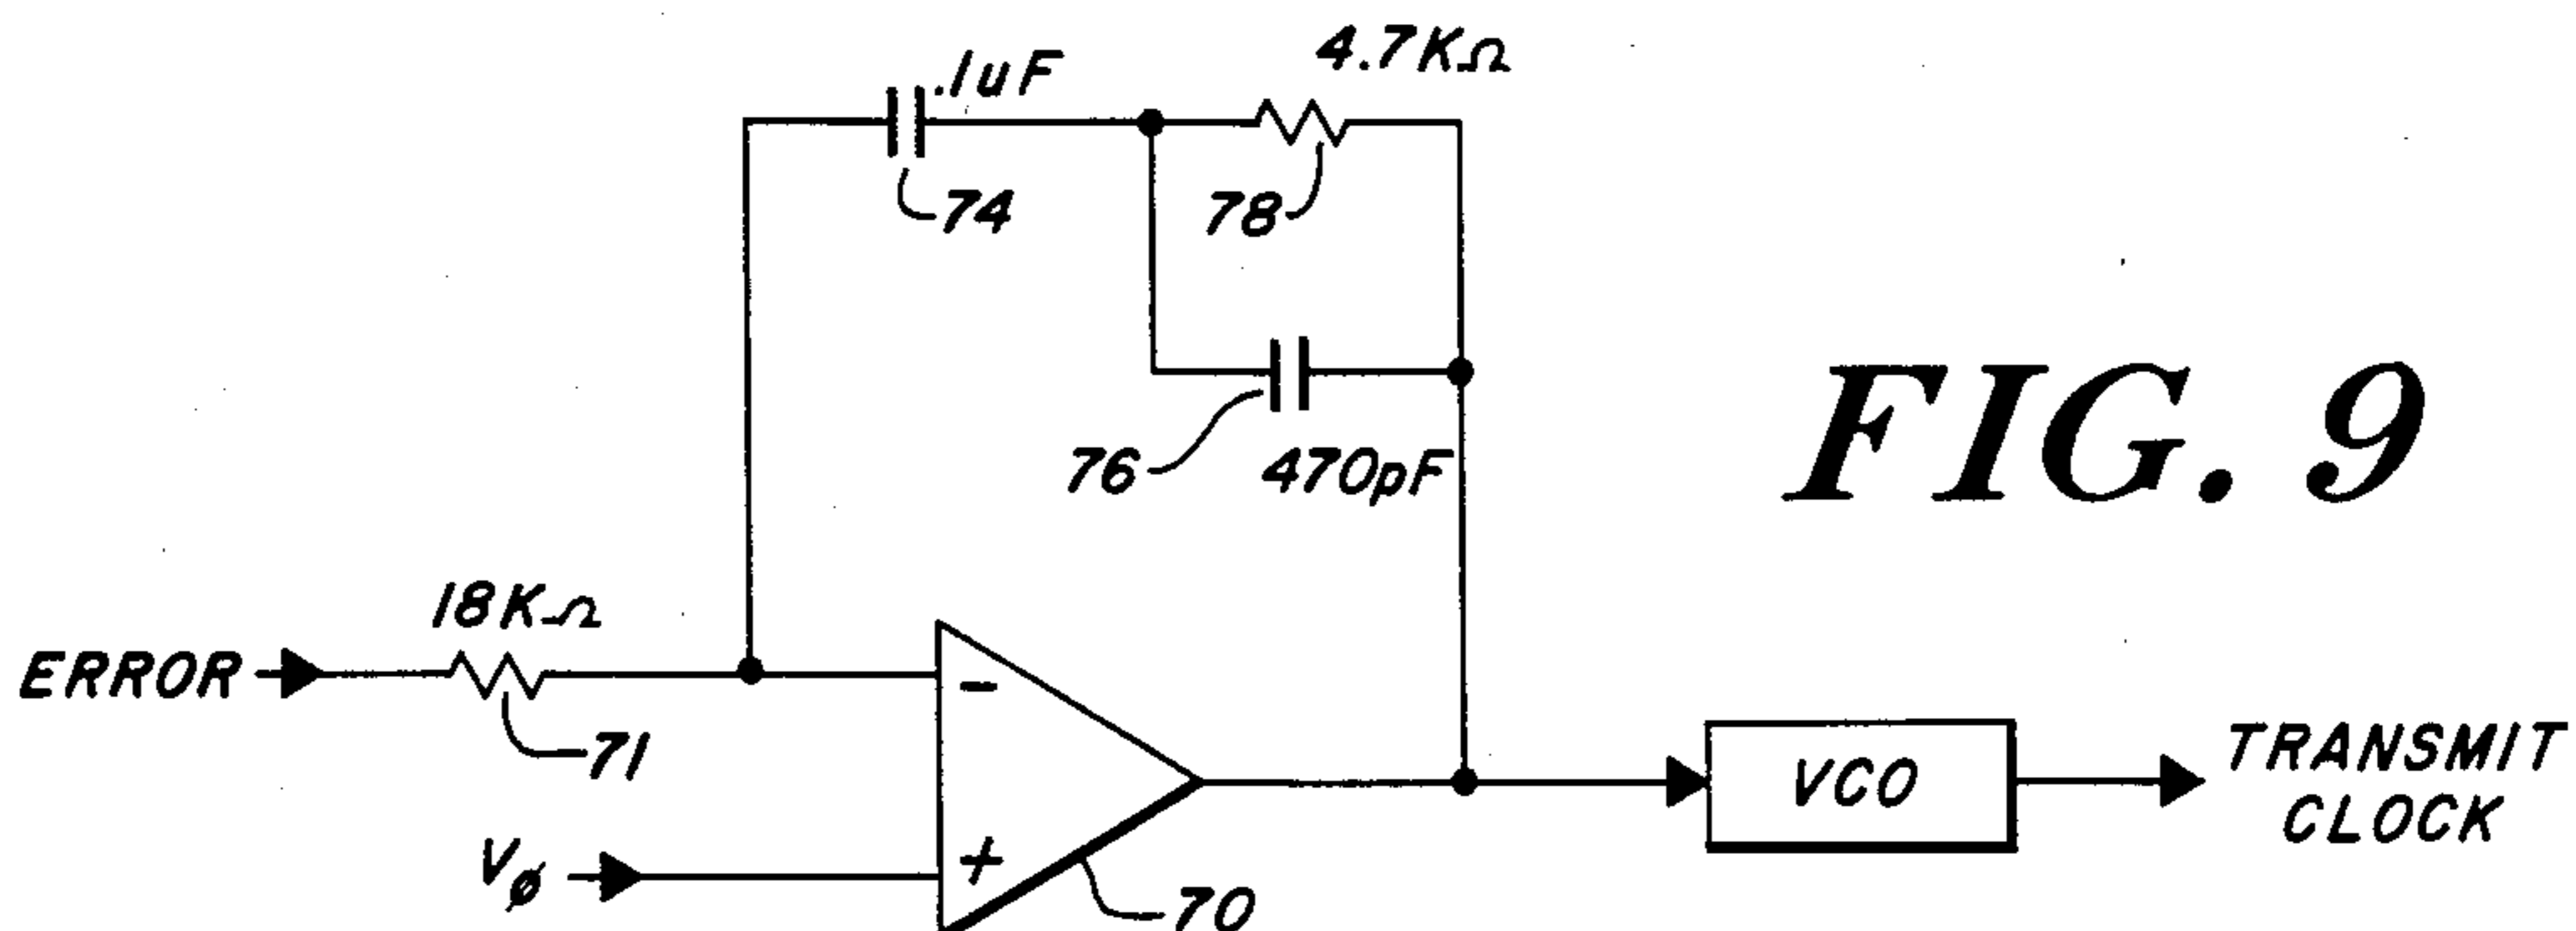 .1uF
4.7KΩ
74
78
76
470pF
FIG. 9
18KΩ
ERROR
71
-
+
Vø
70
VCO
TRANSMIT
CLOCK